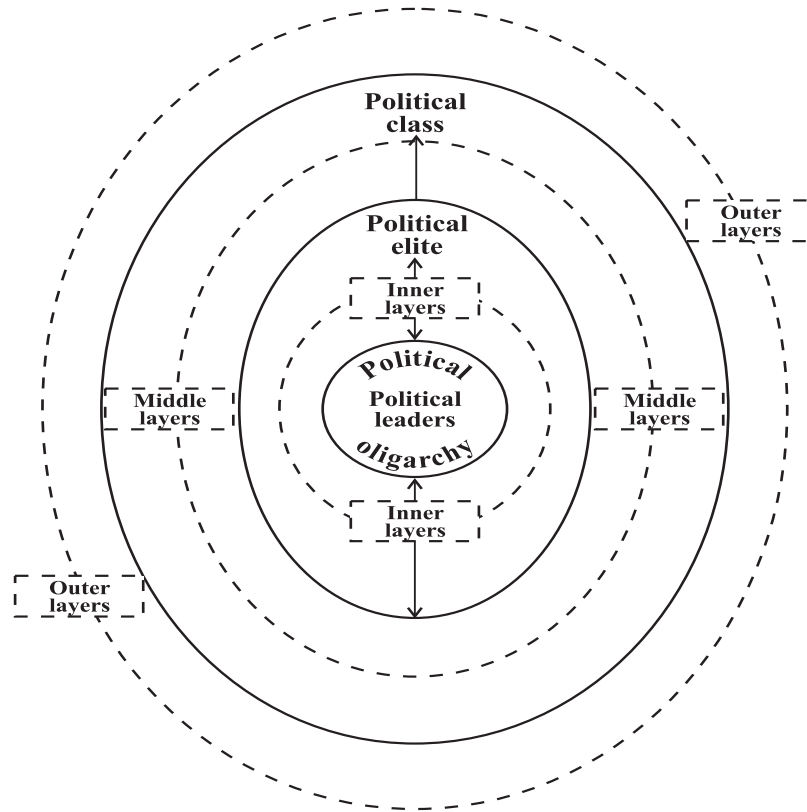 Political
class
Outer
layers
Political
elite
Inner
layers
Political
Political
leaders
oligarchy
Middle
layers
Middle
layers
Inner
layers
Outer
layers